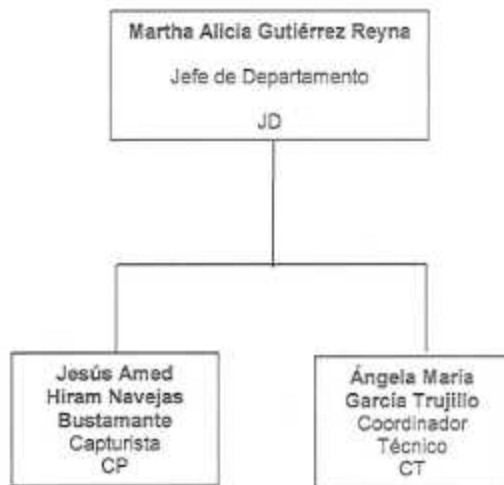 Martha Alicia Gutiérrez Reyna
Jefe de Departamento
JD
Jesús Amed
Hiram Navejas
Bustamante
Capturista
CP
Ángela María
García Trujillo
Coordinador
Técnico
CT